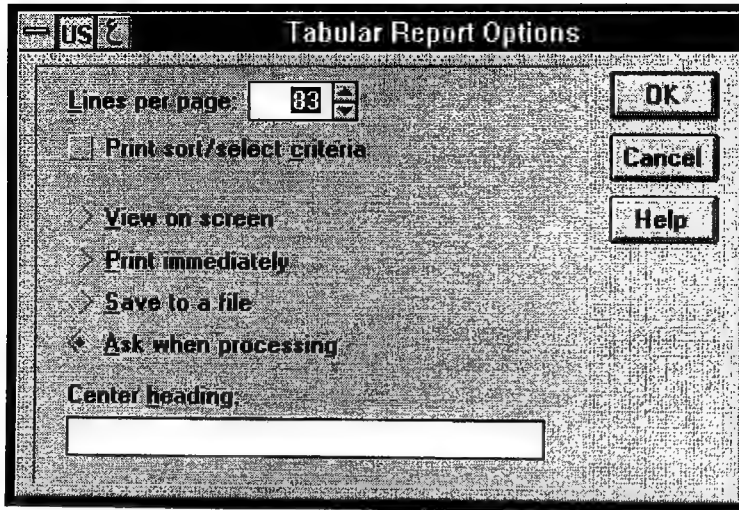 US ع Tabular Report Options
Lines per page: 83
Print sort/select criteria
View on screen
Print immediately
Save to a file
Ask when processing
Center heading:
OK
Cancel
Help